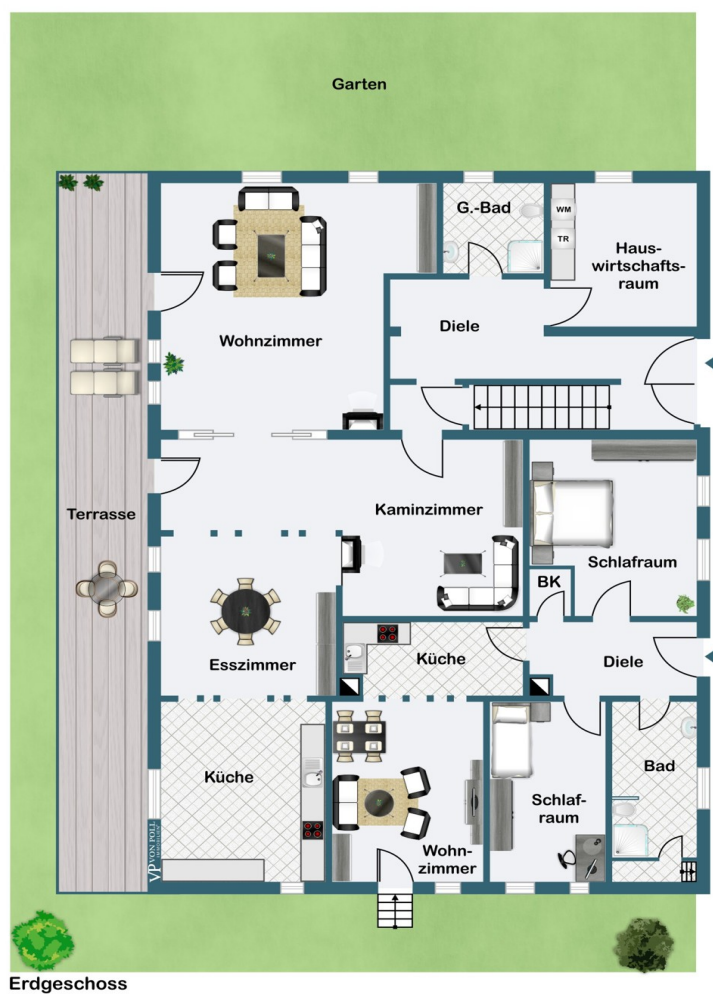 Garten
G.-Bad
WM
TR
Haus-
wirtschafts-
raum
Diele
Wohnzimmer
Terrasse
Kaminzimmer
Schlafraum
BK
Esszimmer
Küche
Diele
Küche
Bad
Schlaf-
raum
Wohn-
zimmer
VP VON POLL
Erdgeschoss